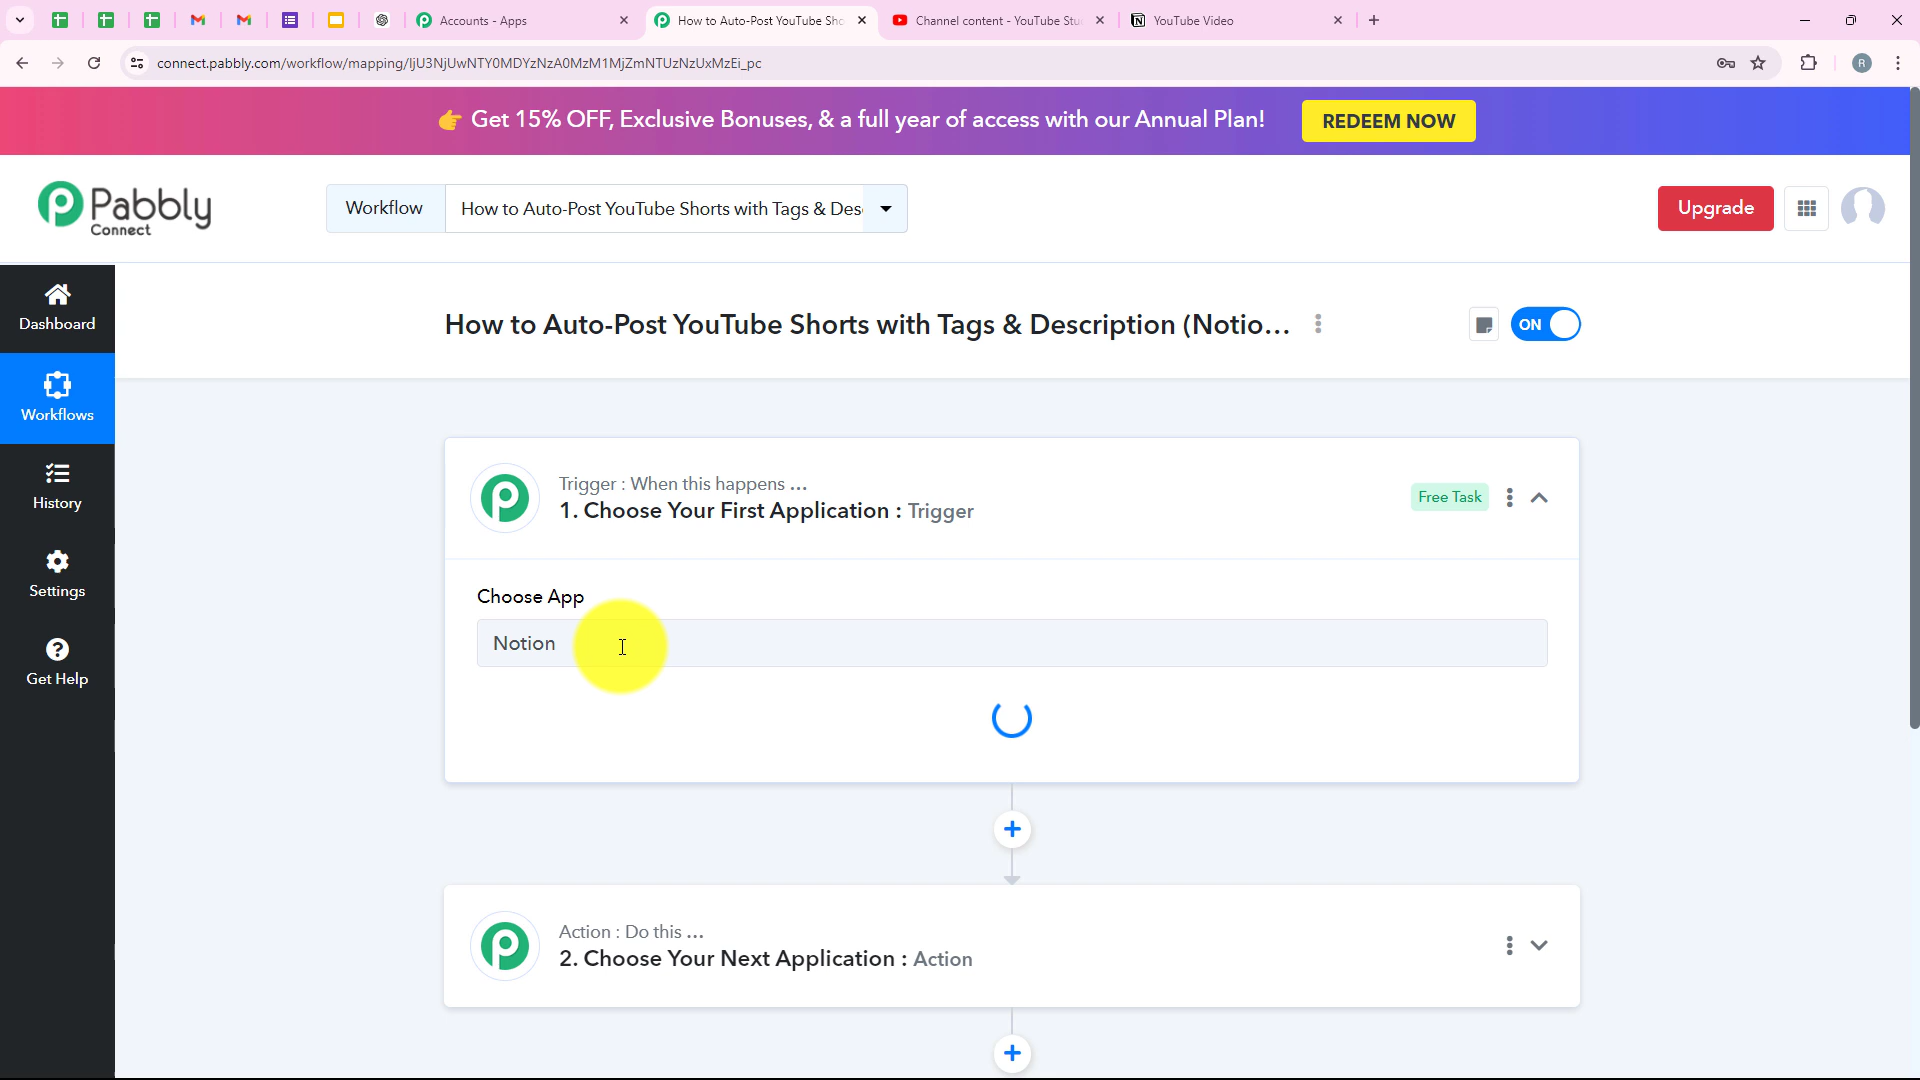 Accounts - Apps
How to Auto-Post YouTube Sho
Channel content - YouTube Stu
YouTube Video
connect.pabbly.com/workflow/mapping/IjU3NjUwNTY0MDYzNzA0MzM1MjZmNTUzNzUxMzEi_pc
R
👉 Get 15% OFF, Exclusive Bonuses, & a full year of access with our Annual Plan!
REDEEM NOW
Pabbly
Connect
Workflow
How to Auto-Post YouTube Shorts with Tags & Des
Upgrade
Dashboard
Workflows
History
Settings
Get Help
How to Auto-Post YouTube Shorts with Tags & Description (Notio...
ON
Trigger : When this happens ...
1. Choose Your First Application : Trigger
Free Task
Choose App
Notion
Action : Do this ...
2. Choose Your Next Application : Action